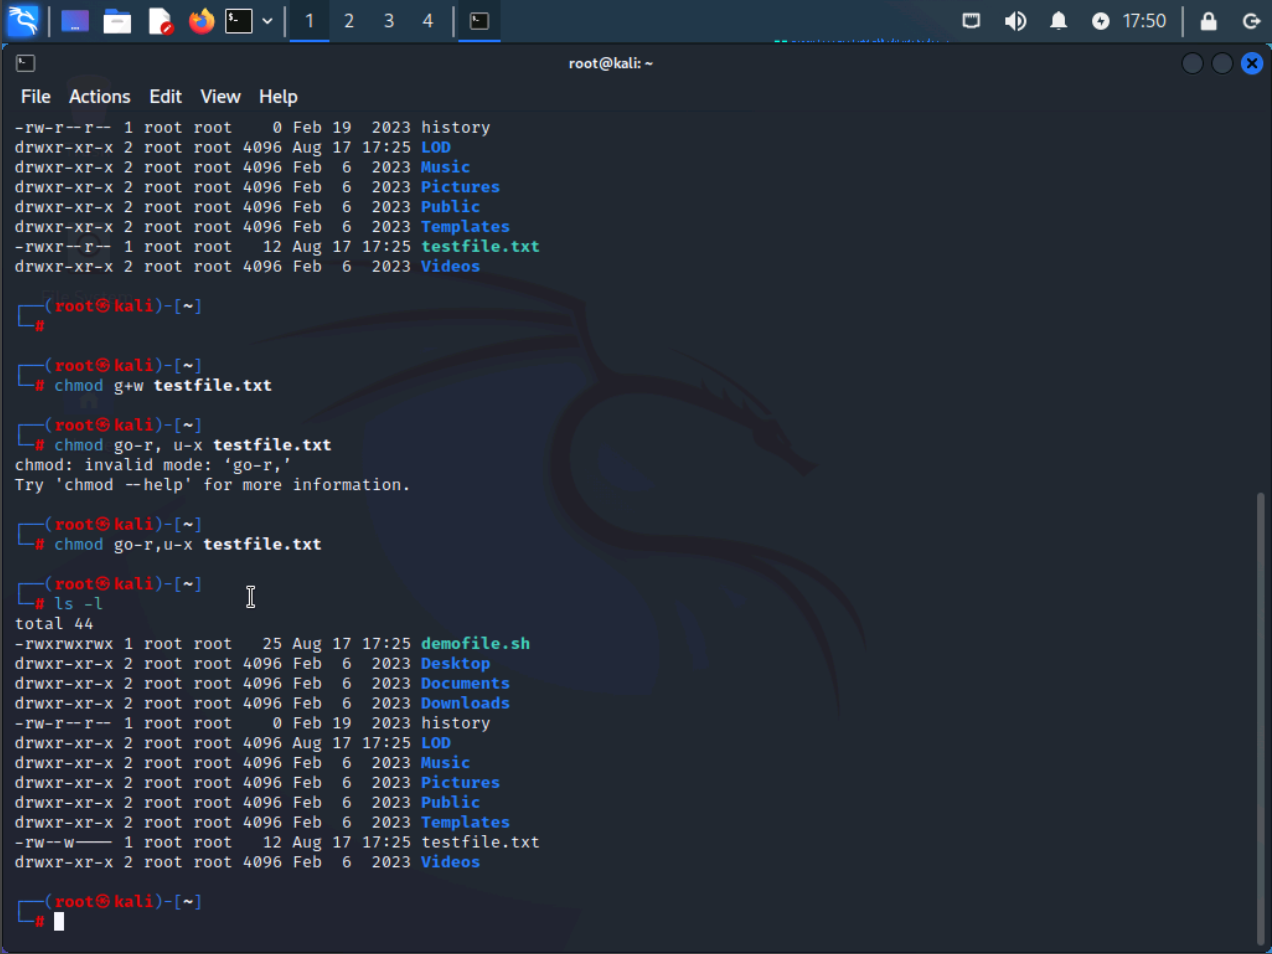 1 2 3 4 17:50
root@kali: ~
File Actions Edit View Help
-rw-r--r-- 1 root root    0 Feb 19  2023 history
drwxr-xr-x 2 root root 4096 Aug 17 17:25 LOD
drwxr-xr-x 2 root root 4096 Feb  6  2023 Music
drwxr-xr-x 2 root root 4096 Feb  6  2023 Pictures
drwxr-xr-x 2 root root 4096 Feb  6  2023 Public
drwxr-xr-x 2 root root 4096 Feb  6  2023 Templates
-rwxr--r-- 1 root root   12 Aug 17 17:25 testfile.txt
drwxr-xr-x 2 root root 4096 Feb  6  2023 Videos
┌──(root㉿kali)-[~]
└─#
┌──(root㉿kali)-[~]
└─# chmod g+w testfile.txt
┌──(root㉿kali)-[~]
└─# chmod go-r, u-x testfile.txt
chmod: invalid mode: ‘go-r,’
Try 'chmod --help' for more information.
┌──(root㉿kali)-[~]
└─# chmod go-r,u-x testfile.txt
┌──(root㉿kali)-[~]
└─# ls -l
total 44
-rwxrwxrwx 1 root root   25 Aug 17 17:25 demofile.sh
drwxr-xr-x 2 root root 4096 Feb  6  2023 Desktop
drwxr-xr-x 2 root root 4096 Feb  6  2023 Documents
drwxr-xr-x 2 root root 4096 Feb  6  2023 Downloads
-rw-r--r-- 1 root root    0 Feb 19  2023 history
drwxr-xr-x 2 root root 4096 Aug 17 17:25 LOD
drwxr-xr-x 2 root root 4096 Feb  6  2023 Music
drwxr-xr-x 2 root root 4096 Feb  6  2023 Pictures
drwxr-xr-x 2 root root 4096 Feb  6  2023 Public
drwxr-xr-x 2 root root 4096 Feb  6  2023 Templates
-rw--w---- 1 root root   12 Aug 17 17:25 testfile.txt
drwxr-xr-x 2 root root 4096 Feb  6  2023 Videos
┌──(root㉿kali)-[~]
└─#